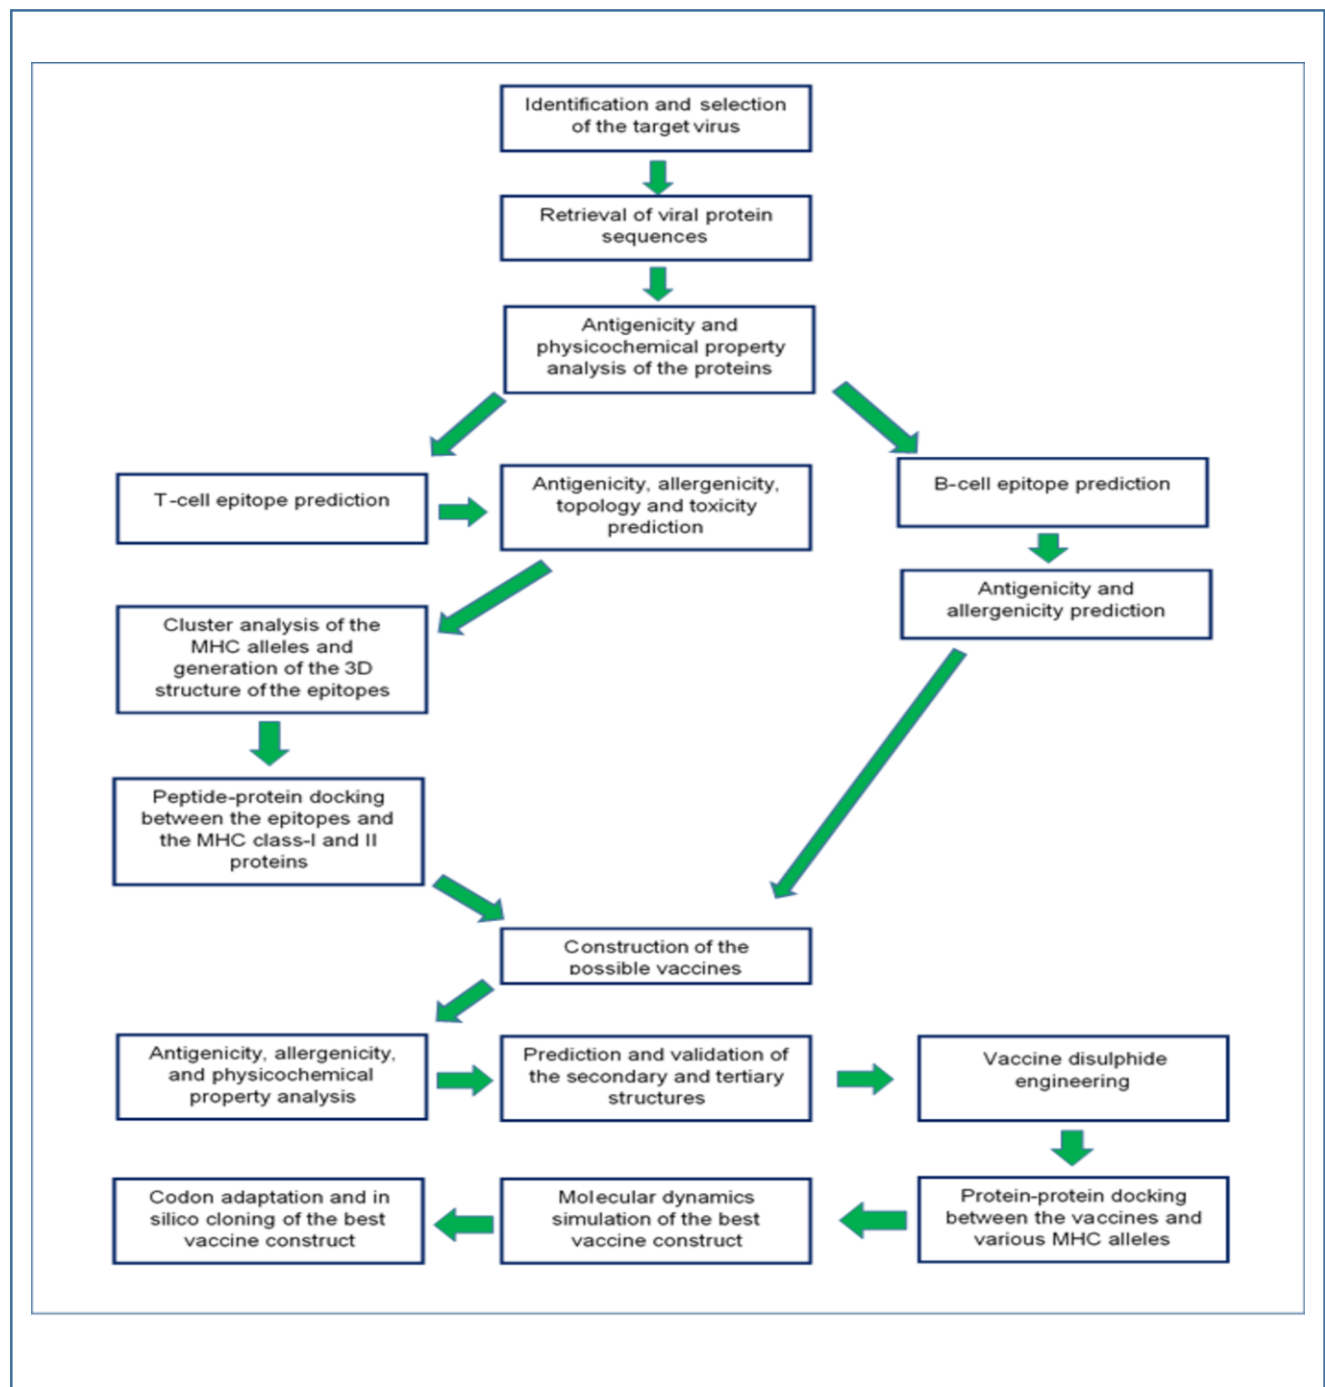 Identification and selection
of the target virus
Retrieval of viral protein
sequences
Antigenicity and
physicochemical property
analysis of the proteins
T-cell epitope prediction
Antigenicity, allergenicity,
topology and toxicity
prediction
B-cell epitope prediction
Antigenicity and
allergenicity prediction
Cluster analysis of the
MHC alleles and
generation of the 3D
structure of the epitopes
Peptide-protein docking
between the epitopes and
the MHC class-I and II
proteins
Construction of the
possible vaccines
Antigenicity, allergenicity,
and physicochemical
property analysis
Prediction and validation of
the secondary and tertiary
structures
Vaccine disulphide
engineering
Codon adaptation and in
silico cloning of the best
vaccine construct
Molecular dynamics
simulation of the best
vaccine construct
Protein-protein docking
between the vaccines and
various MHC alleles